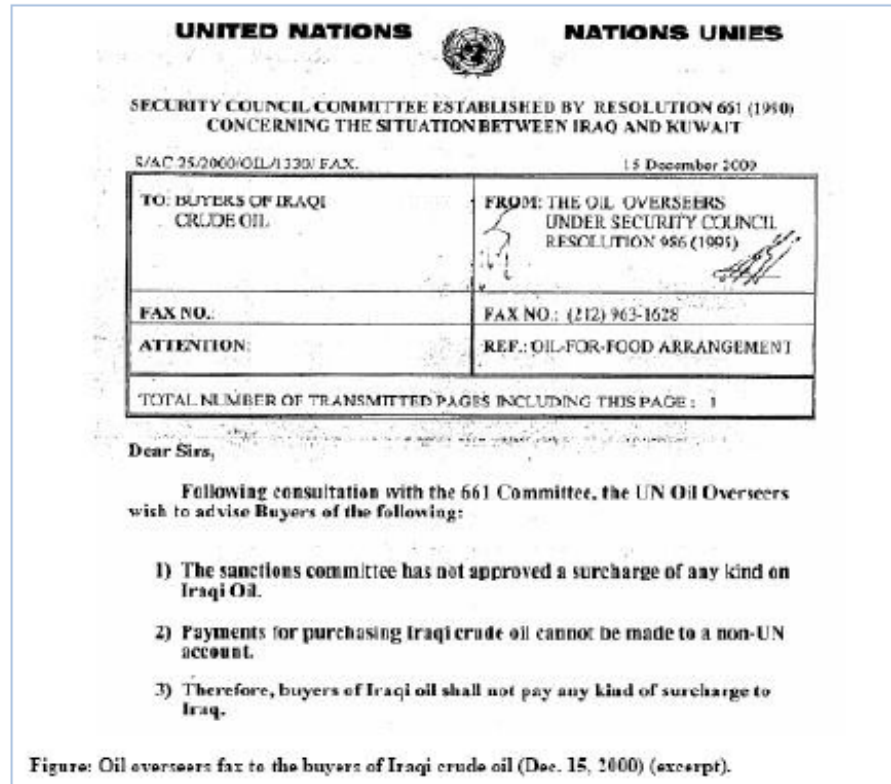 UNITED NATIONS NATIONS UNIES
SECURITY COUNCIL COMMITTEE ESTABLISHED BY RESOLUTION 661 (1990)
CONCERNING THE SITUATION BETWEEN IRAQ AND KUWAIT
S/AC 25/2000/OIL/1330/ FAX. 15 December 2000
TO: BUYERS OF IRAQI
CRUDE OIL
FROM: THE OIL OVERSEERS
UNDER SECURITY COUNCIL
RESOLUTION 986 (1995)
FAX NO.: FAX NO.: (212) 963-1628
ATTENTION: REF.: OIL-FOR-FOOD ARRANGEMENT
TOTAL NUMBER OF TRANSMITTED PAGES INCLUDING THIS PAGE : 1
Dear Sirs,
Following consultation with the 661 Committee, the UN Oil Overseers
wish to advise Buyers of the following:
1) The sanctions committee has not approved a surcharge of any kind on
Iraqi Oil.
2) Payments for purchasing Iraqi crude oil cannot be made to a non-UN
account.
3) Therefore, buyers of Iraqi oil shall not pay any kind of surcharge to
Iraq.
Figure: Oil overseers fax to the buyers of Iraqi crude oil (Dec. 15, 2000) (excerpt).